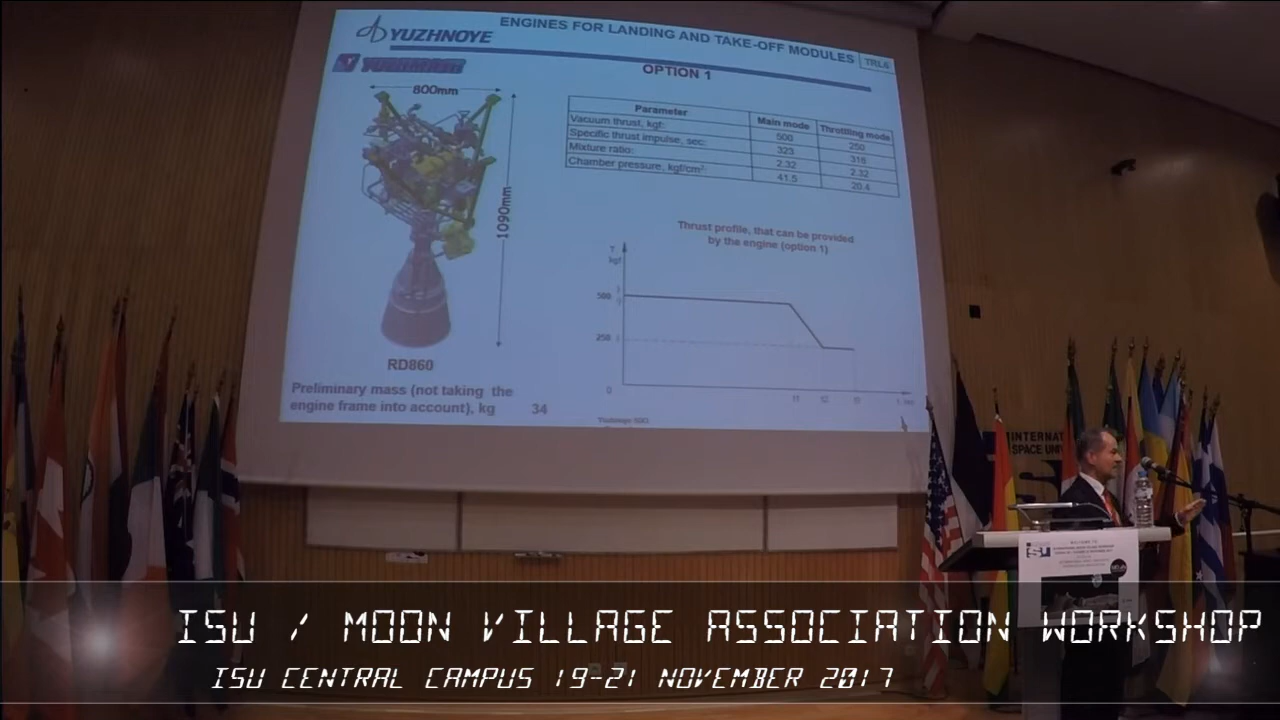 YUZHNOYE
ENGINES FOR LANDING AND TAKE-OFF MODULES
TRL6
OPTION 1
800mm
1090mm
RD860
Preliminary mass (not taking the
engine frame into account), kg 34
Parameter Main mode Throttling mode
Vacuum thrust, kgf: 500 250
Specific thrust impulse, sec: 323 316
Mixture ratio: 2.32 2.32
Chamber pressure, kgf/cm²: 41.5 20.4
Thrust profile, that can be provided
by the engine (option 1)
T
kgf
500
250
0
INTERNAT
SPACE UNI
ISU / MOON VILLAGE ASSOCIATION WORKSHOP
ISU CENTRAL CAMPUS 19-21 NOVEMBER 2017